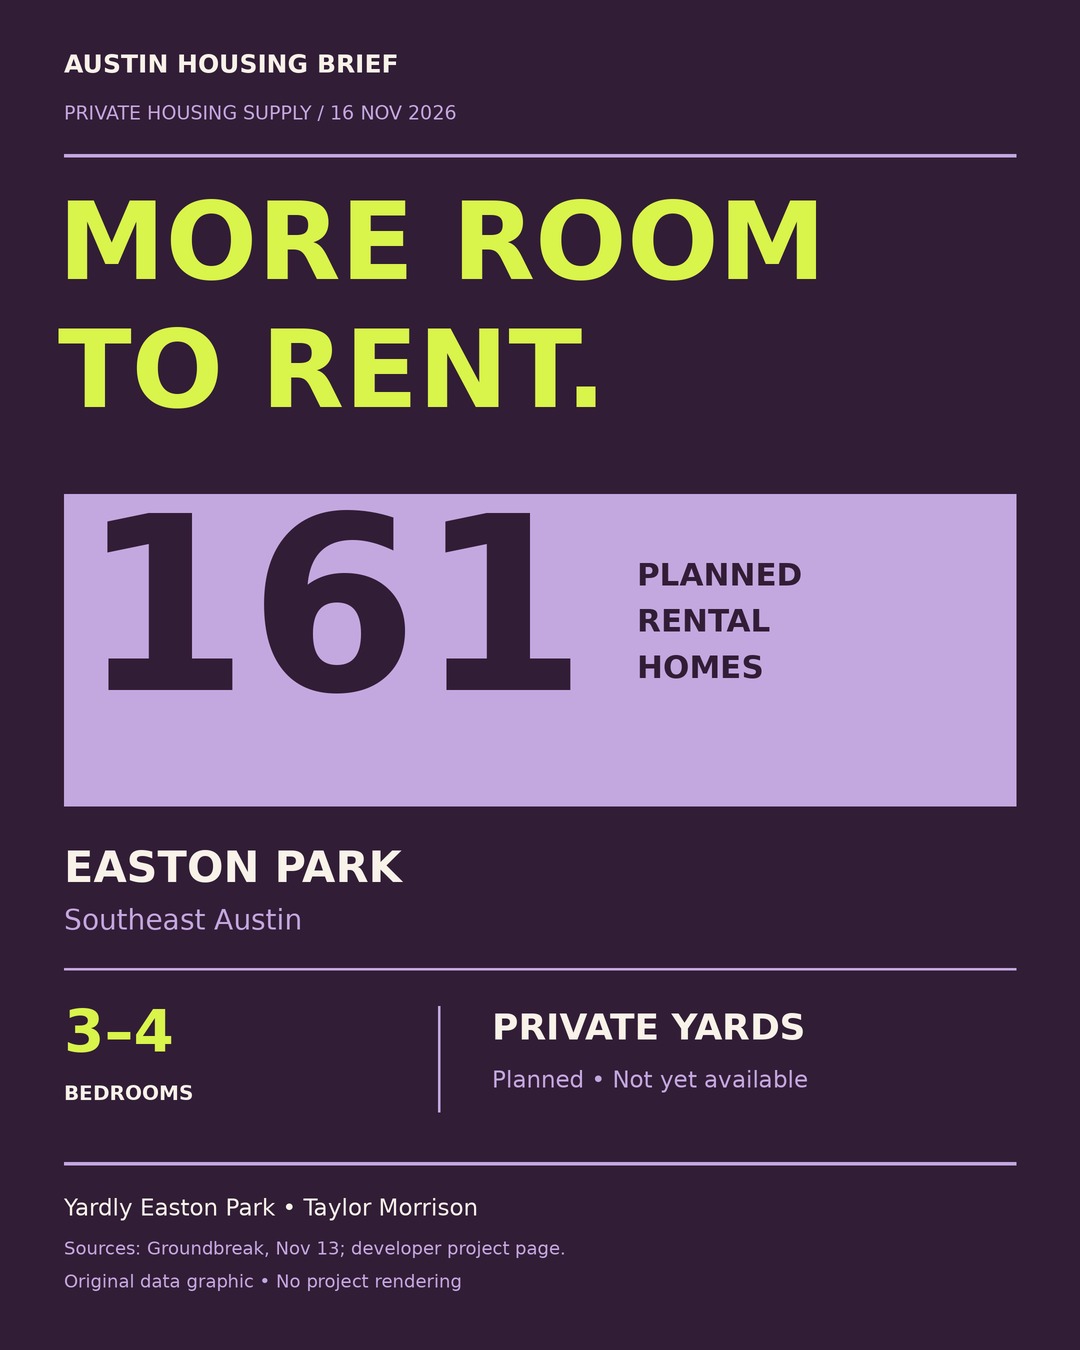 AUSTIN HOUSING BRIEF
PRIVATE HOUSING SUPPLY / 16 NOV 2026
MORE ROOM
TO RENT.
161
PLANNED
RENTAL
HOMES
EASTON PARK
Southeast Austin
3–4
BEDROOMS
PRIVATE YARDS
Planned • Not yet available
Yardly Easton Park • Taylor Morrison
Sources: Groundbreak, Nov 13; developer project page.
Original data graphic • No project rendering